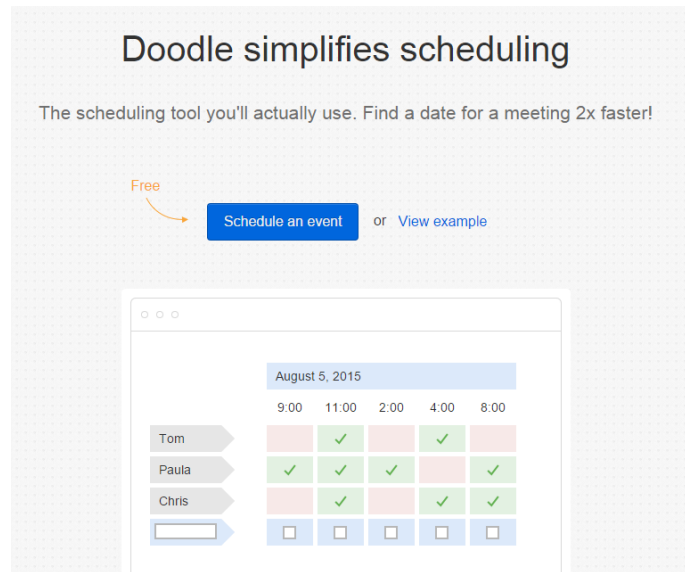 Doodle simplifies scheduling
The scheduling tool you'll actually use. Find a date for a meeting 2x faster!
Free
Schedule an event or View example
August 5, 2015
9:00 11:00 2:00 4:00 8:00
Tom
Paula
Chris